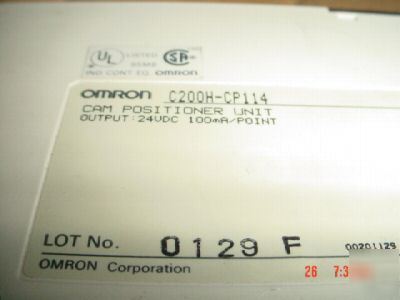 UL LISTED SA
IND CONT EQ. OMRON
OMRON C200H-CP114
CAM POSITIONER UNIT
OUTPUT:24VDC 100mA/POINT
LOT No. 0129 F 00201129
OMRON Corporation
26 7:3